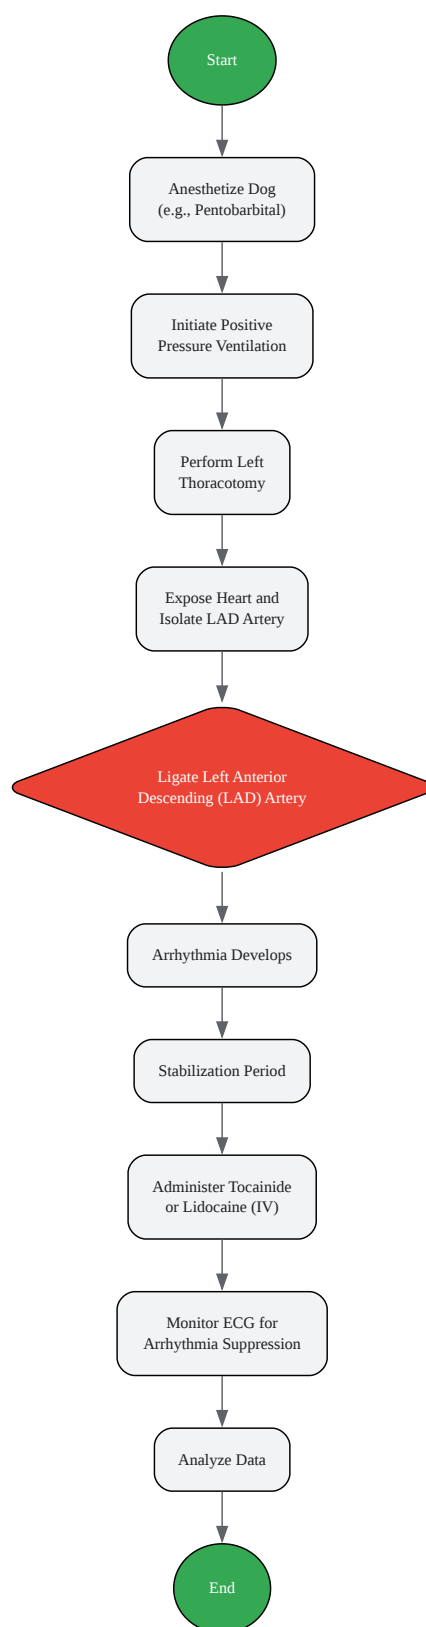 Start
Anesthetize Dog
(e.g., Pentobarbital)
Initiate Positive
Pressure Ventilation
Perform Left
Thoracotomy
Expose Heart and
Isolate LAD Artery
Ligate Left Anterior
Descending (LAD) Artery
Arrhythmia Develops
Stabilization Period
Administer Tocainide
or Lidocaine (IV)
Monitor ECG for
Arrhythmia Suppression
Analyze Data
End